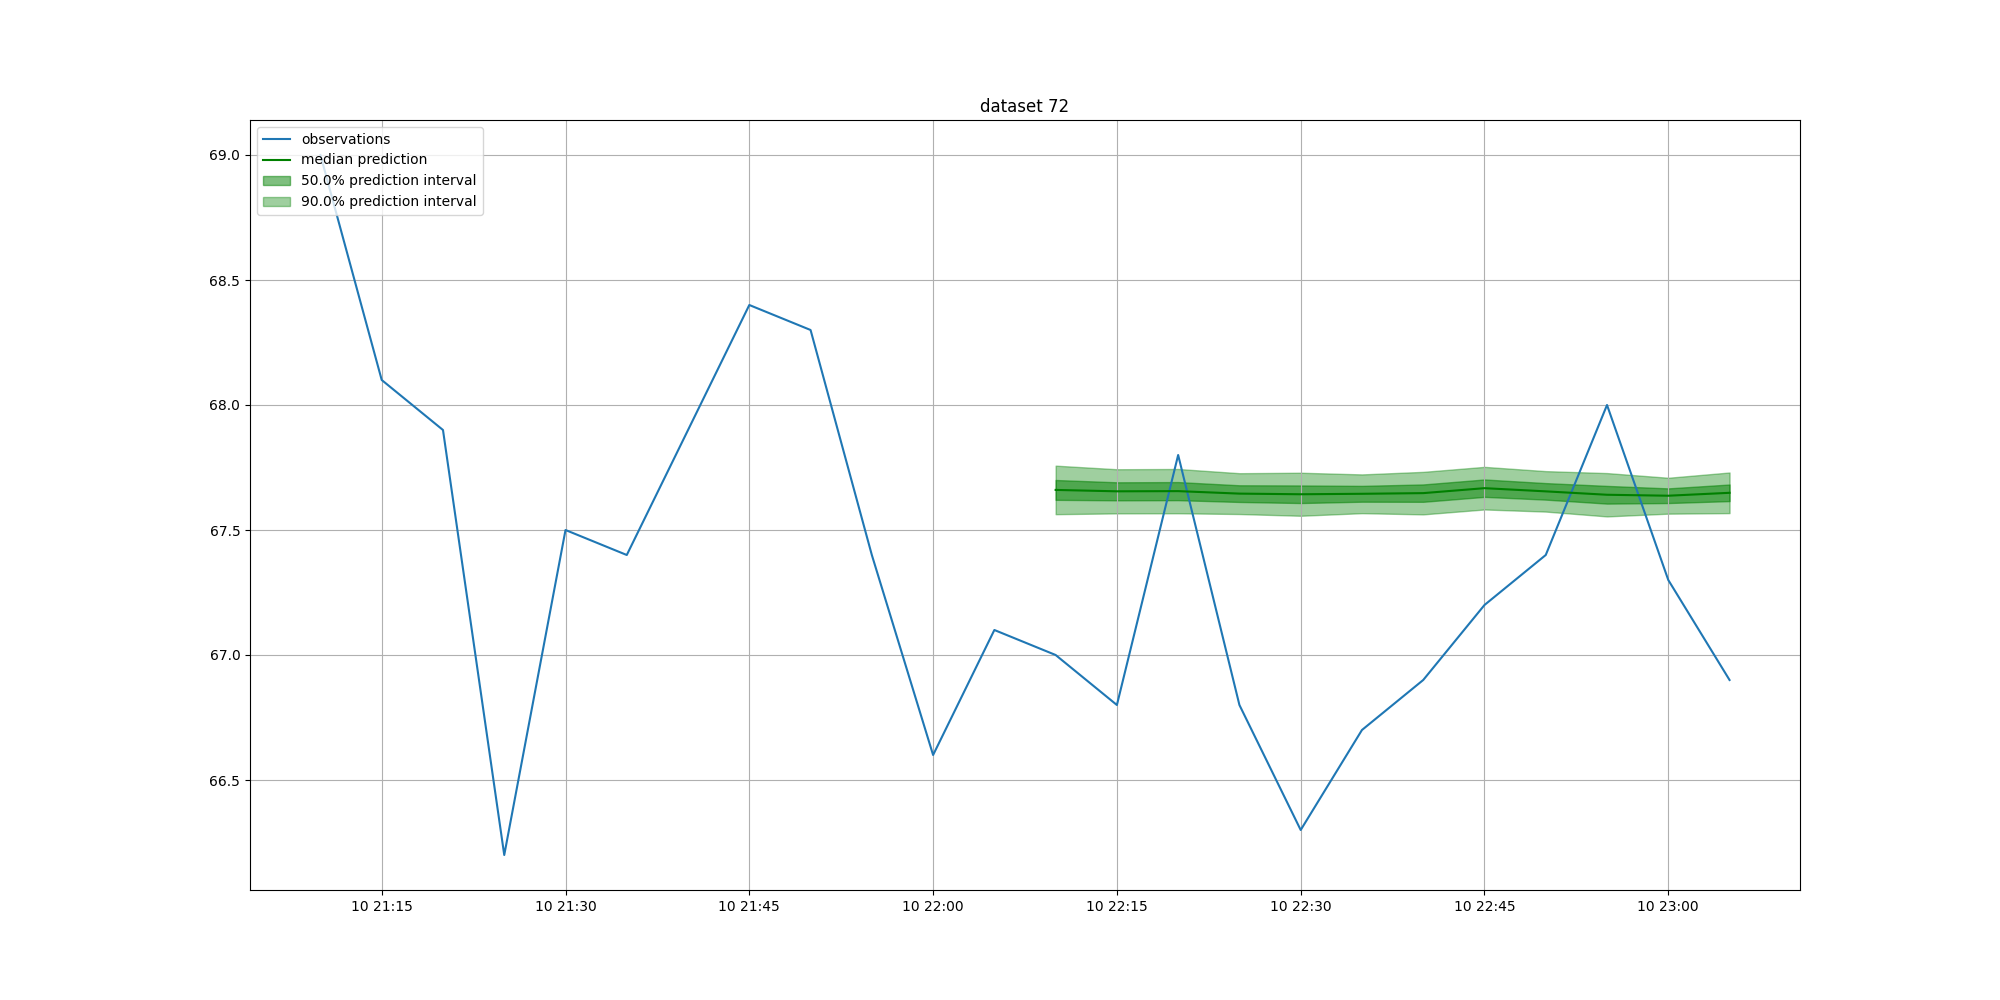 dataset 72
observations
median prediction
50.0% prediction interval
90.0% prediction interval
69.0
68.5
68.0
67.5
67.0
66.5
10 21:15 10 21:30 10 21:45 10 22:00 10 22:15 10 22:30 10 22:45 10 23:00